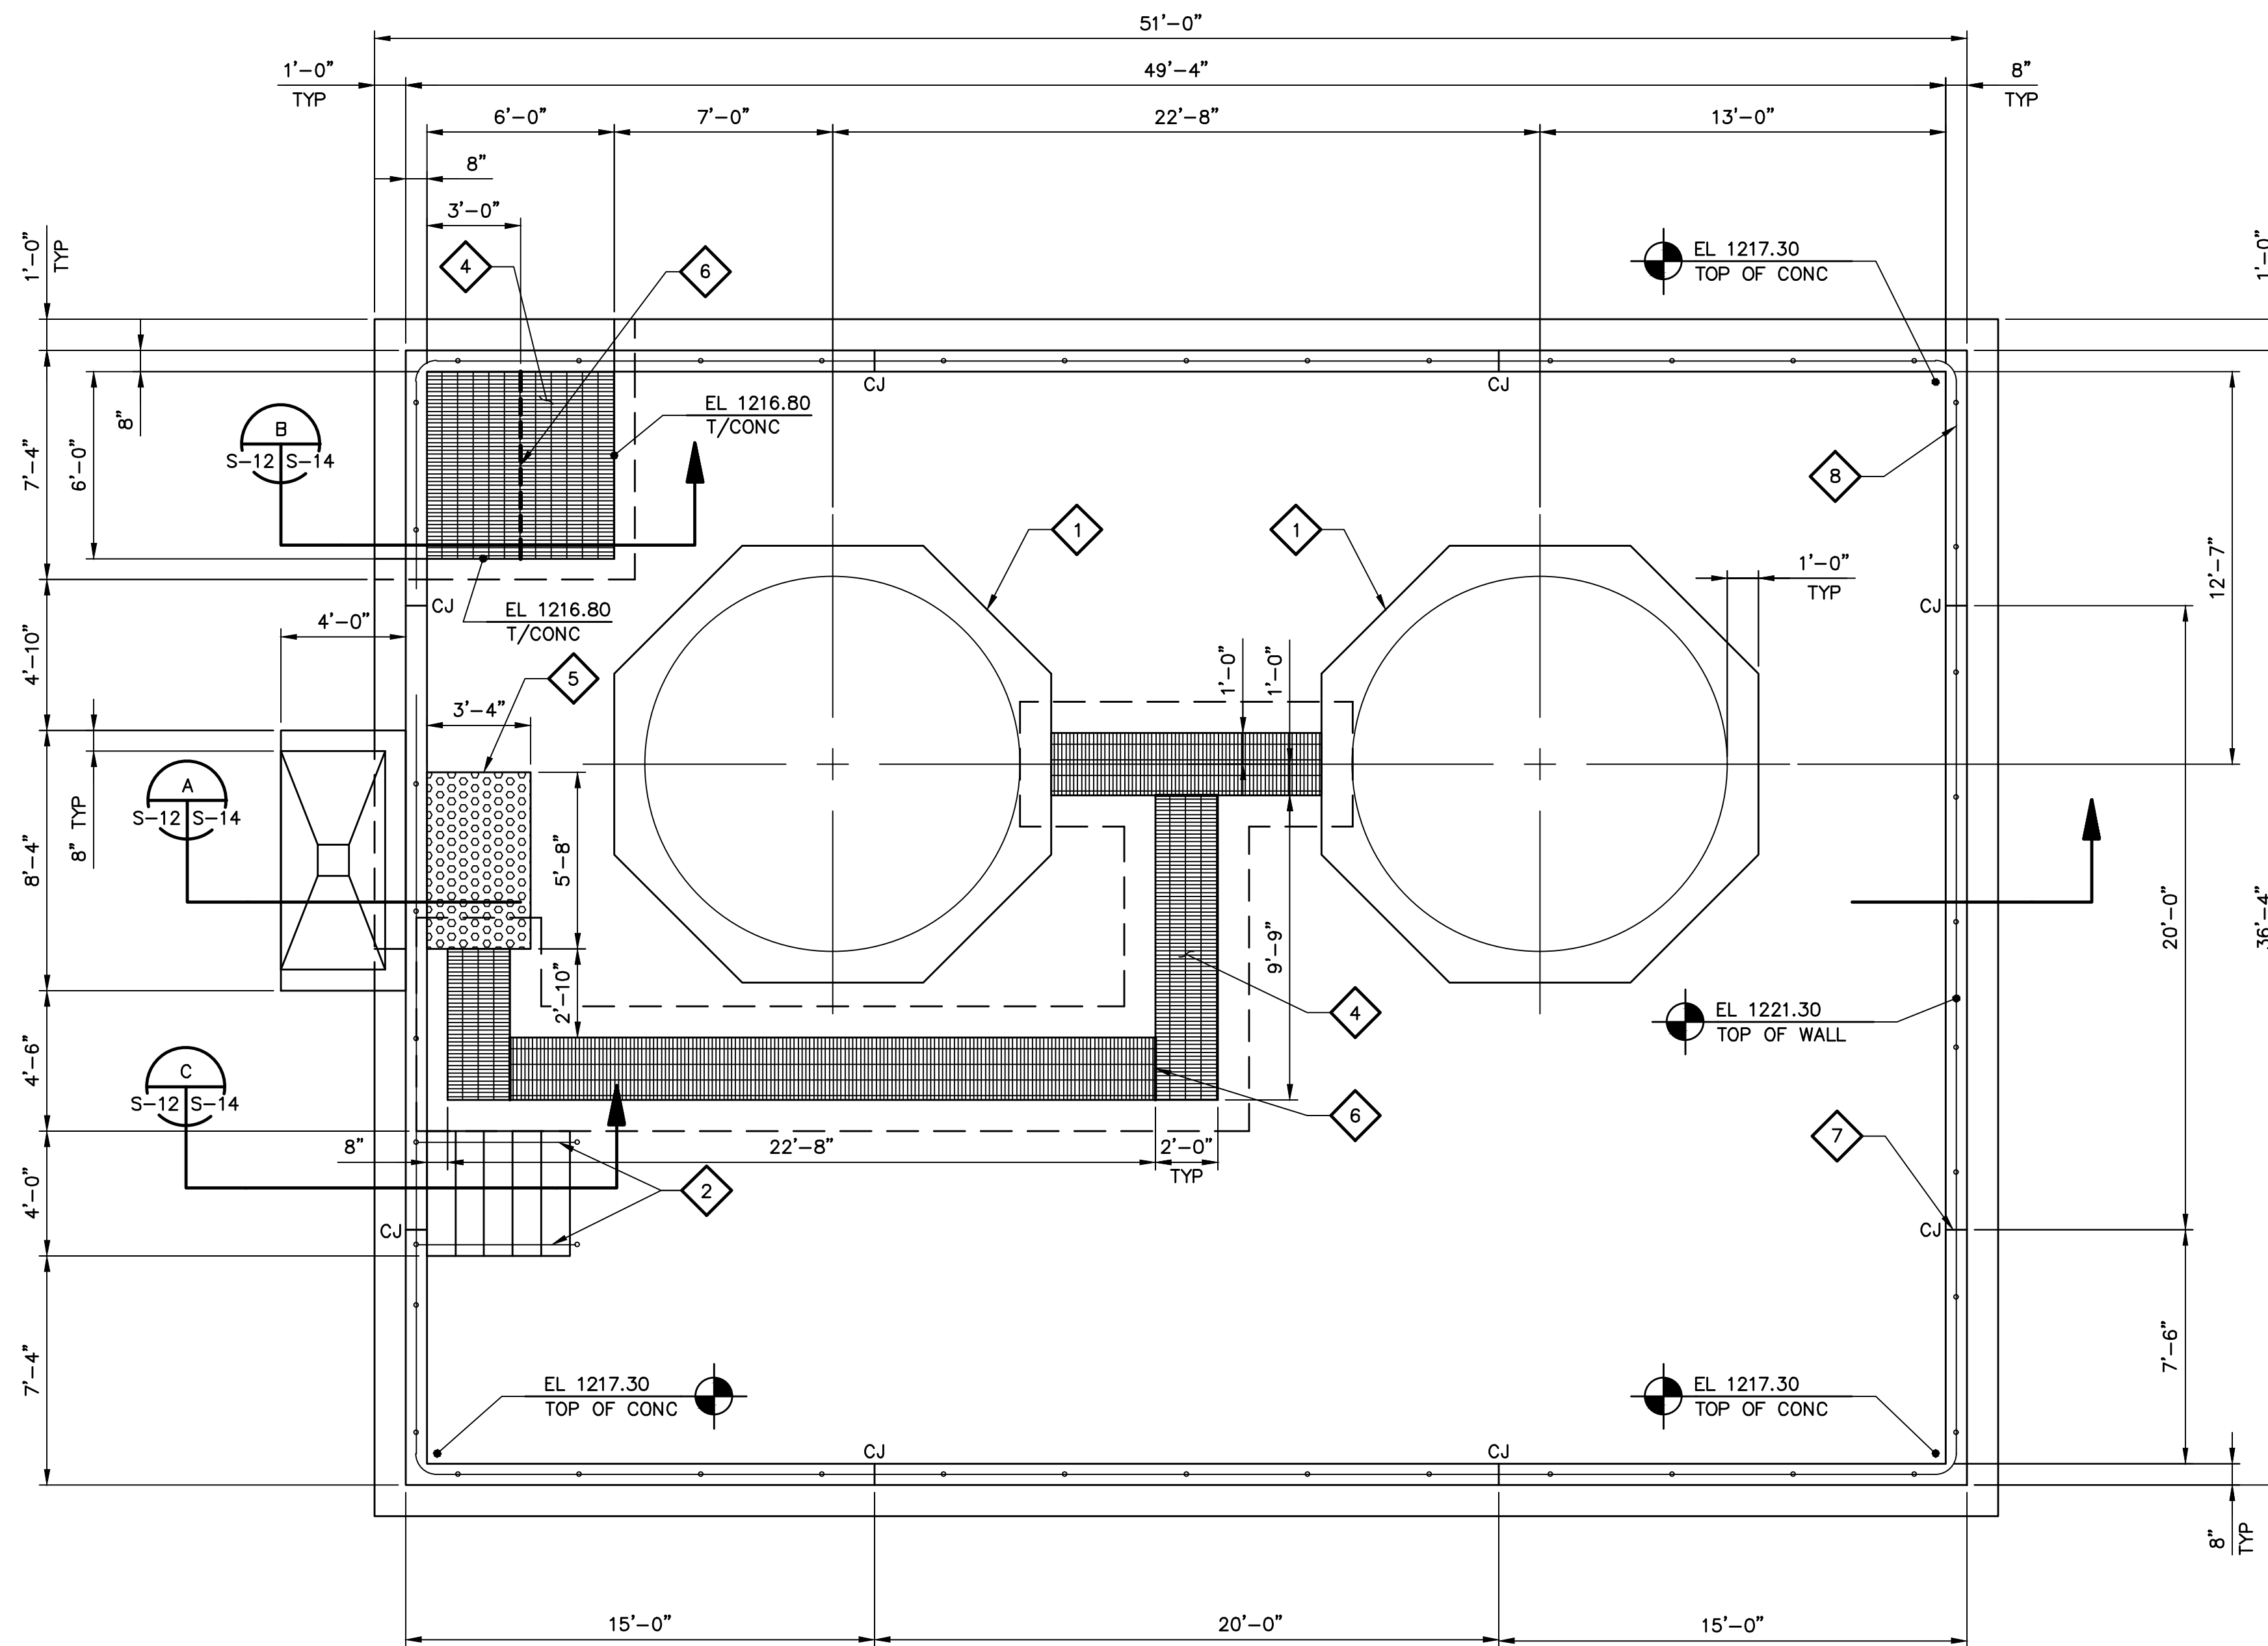 51'-0"
1'-0"
TYP
49'-4"
8"
TYP
6'-0"
7'-0"
22'-8"
13'-0"
8"
3'-0"
4
6
EL 1217.30
TOP OF CONC
1'-0"
TYP
1'-0"
CJ
CJ
EL 1216.80
T/CONC
8"
B
S-12 S-14
7'-4"
6'-0"
8
1
1
12'-7"
1'-0"
TYP
CJ
EL 1216.80
T/CONC
CJ
4'-0"
4'-10"
5
3'-4"
1'-0"
1'-0"
A
S-12 S-14
8" TYP
8'-4"
5'-8"
20'-0"
36'-4"
9'-9"
2'-10"
4
EL 1221.30
TOP OF WALL
4'-6"
C
S-12 S-14
6
7
8"
22'-8"
2'-0"
TYP
4'-0"
2
CJ
CJ
7'-4"
7'-6"
EL 1217.30
TOP OF CONC
EL 1217.30
TOP OF CONC
CJ
CJ
8"
TYP
15'-0"
20'-0"
15'-0"